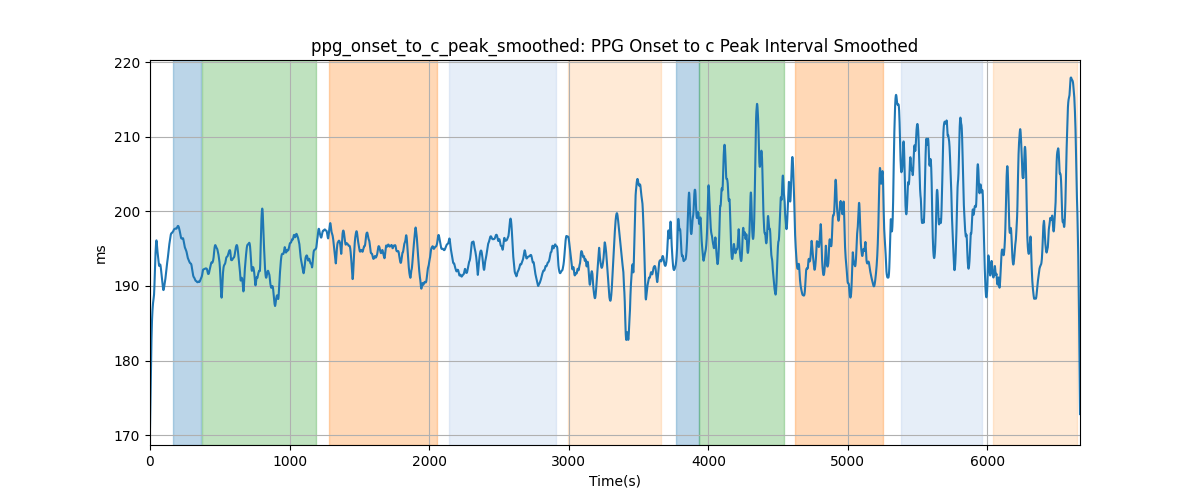 ppg_onset_to_c_peak_smoothed: PPG Onset to c Peak Interval Smoothed
220
210
200
190
180
170
ms
0 1000 2000 3000 4000 5000 6000
Time(s)